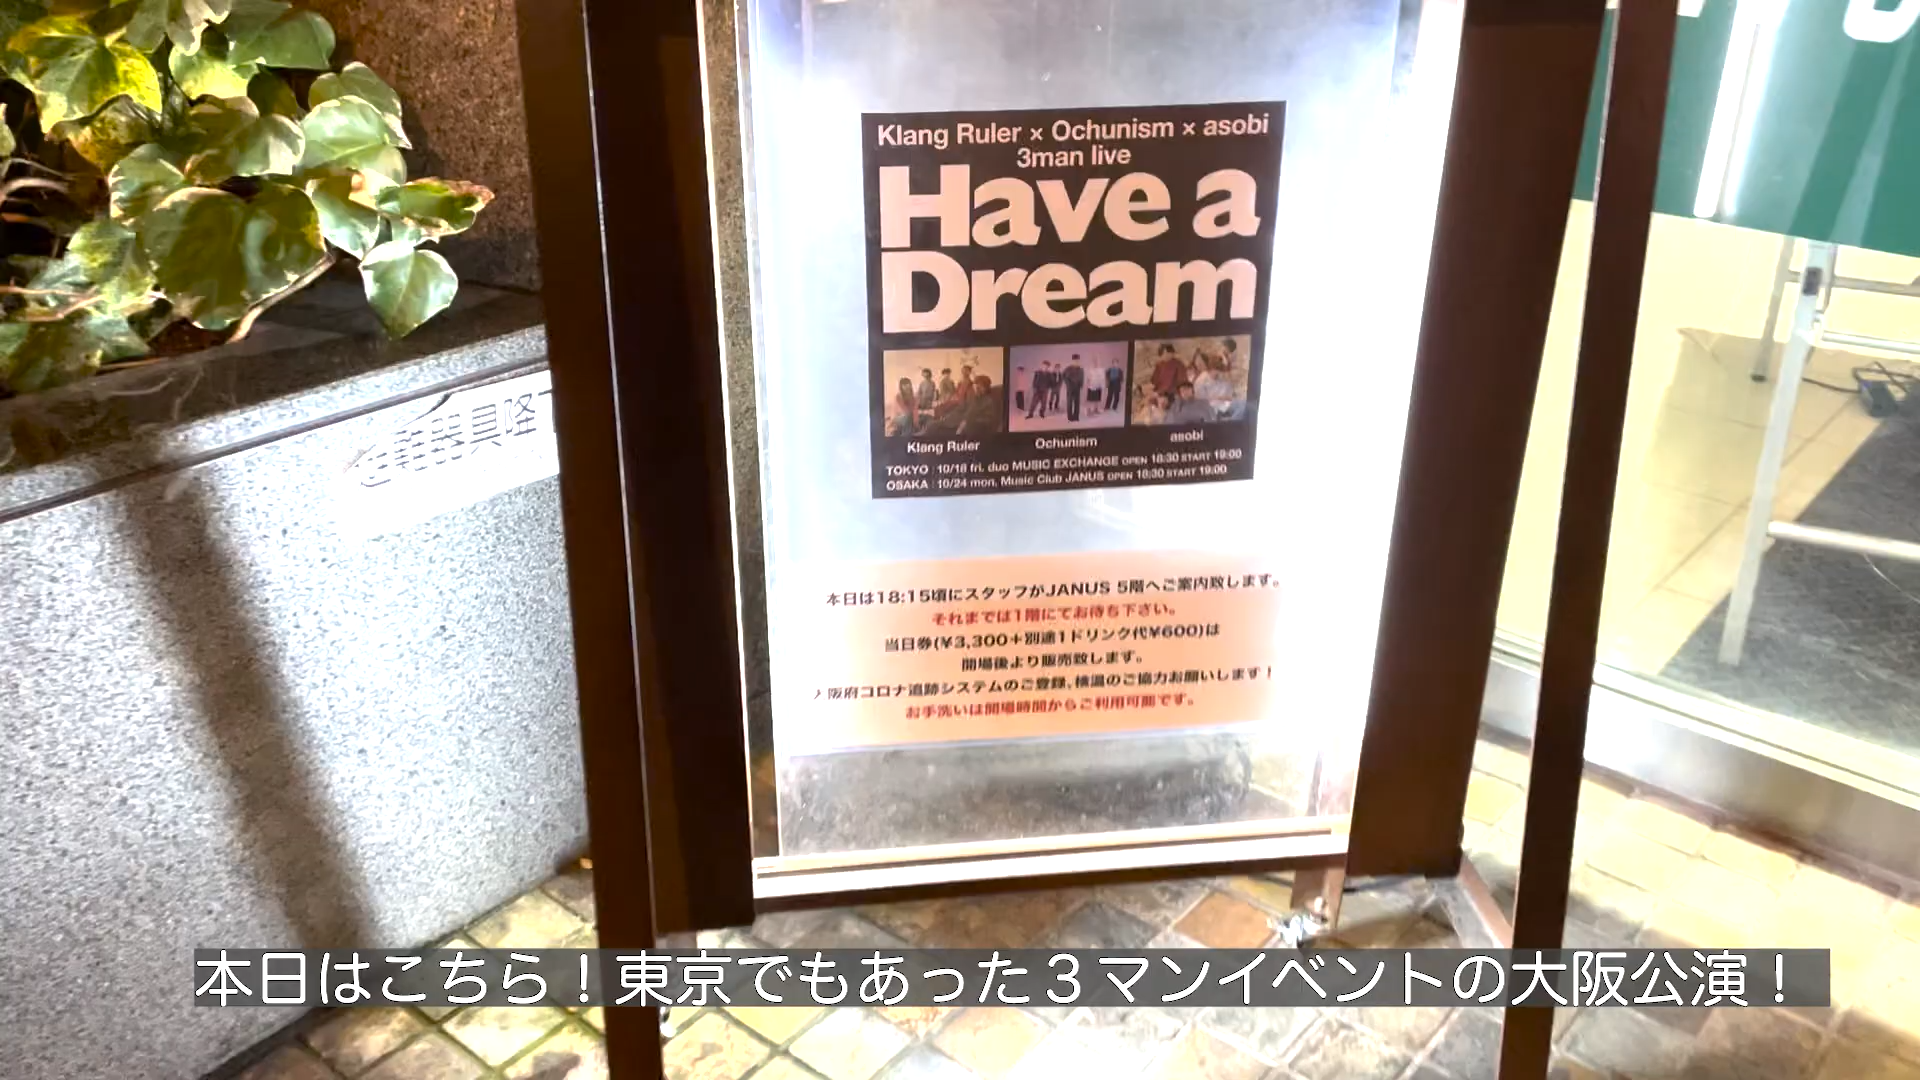 Klang Ruler × Ochunism × asobi
3man live
Have a
Dream
Klang Ruler
Ochunism
asobi
TOKYO 10/18 fri. duo MUSIC EXCHANGE OPEN 18:30 START 19:00
OSAKA 10/24 mon. Music Club JANUS OPEN 18:30 START 19:00
本日は18:15頃にスタッフがJANUS 5階へご案内致します。
それまでは1階にてお待ち下さい。
当日券(¥3,300+別途1ドリンク代¥600)は
開場後より販売致します。
阪府コロナ追跡システムのご登録、検温のご協力お願いします!
お手洗いは開場時間からご利用可能です。
避難器具降
本日はこちら!東京でもあった3マンイベントの大阪公演!